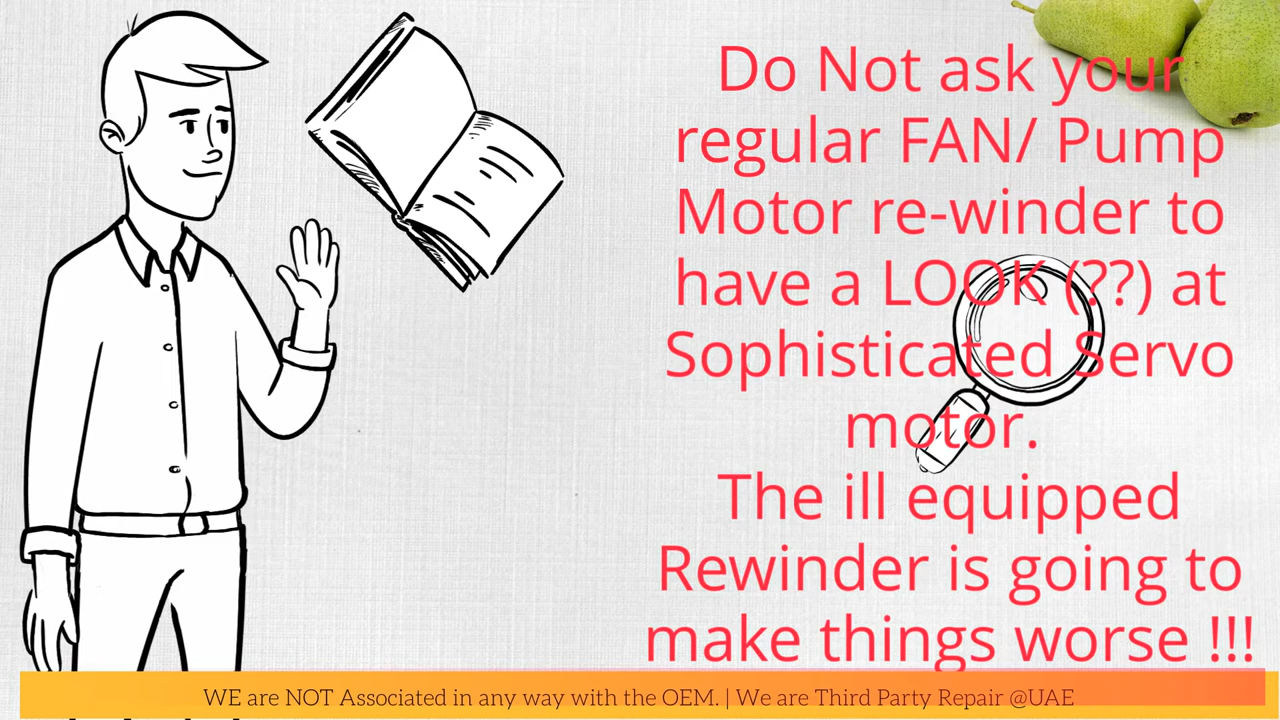 Do Not ask your
regular FAN/ Pump
Motor re-winder to
have a LOOK (??) at
Sophisticated Servo
motor.
The ill equipped
Rewinder is going to
make things worse !!!
WE are NOT Associated in any way with the OEM. | We are Third Party Repair @UAE